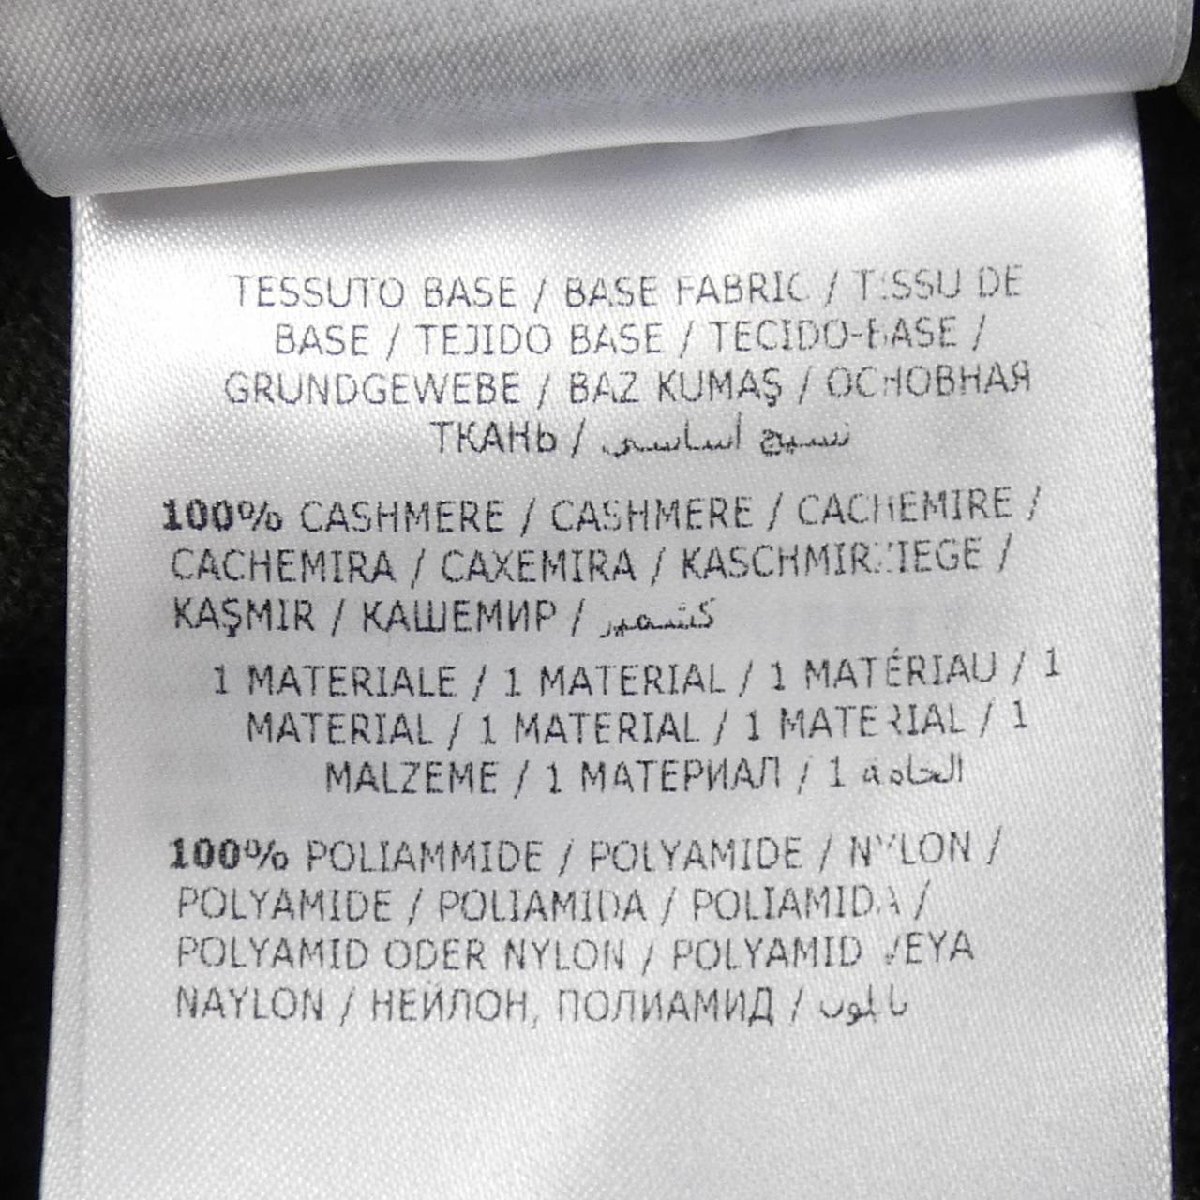 TESSUTO BASE / BASE FABRIC / TISSU DE
BASE / TEJIDO BASE / TECIDO-BASE /
GRUNDGEWEBE / BAZ KUMAŞ / ОСНОВНАЯ
ТКАНЬ / نسيج أساسي
100% CASHMERE / CASHMERE / CACHEMIRE /
CACHEMIRA / CAXEMIRA / KASCHMIRZIEGE /
KAŞMIR / КАШЕМИР / كشمير
1 MATERIALE / 1 MATERIAL / 1 MATÉRIAU / 1
MATERIAL / 1 MATERIAL / 1 MATERIAL / 1
MALZEME / 1 МАТЕРИАЛ / 1 الخامة
100% POLIAMMIDE / POLYAMIDE / NYLON /
POLYAMIDE / POLIAMIDA / POLIAMIDA /
POLYAMID ODER NYLON / POLYAMID VEYA
NAYLON / НЕЙЛОН, ПОЛИАМИД / نايلون